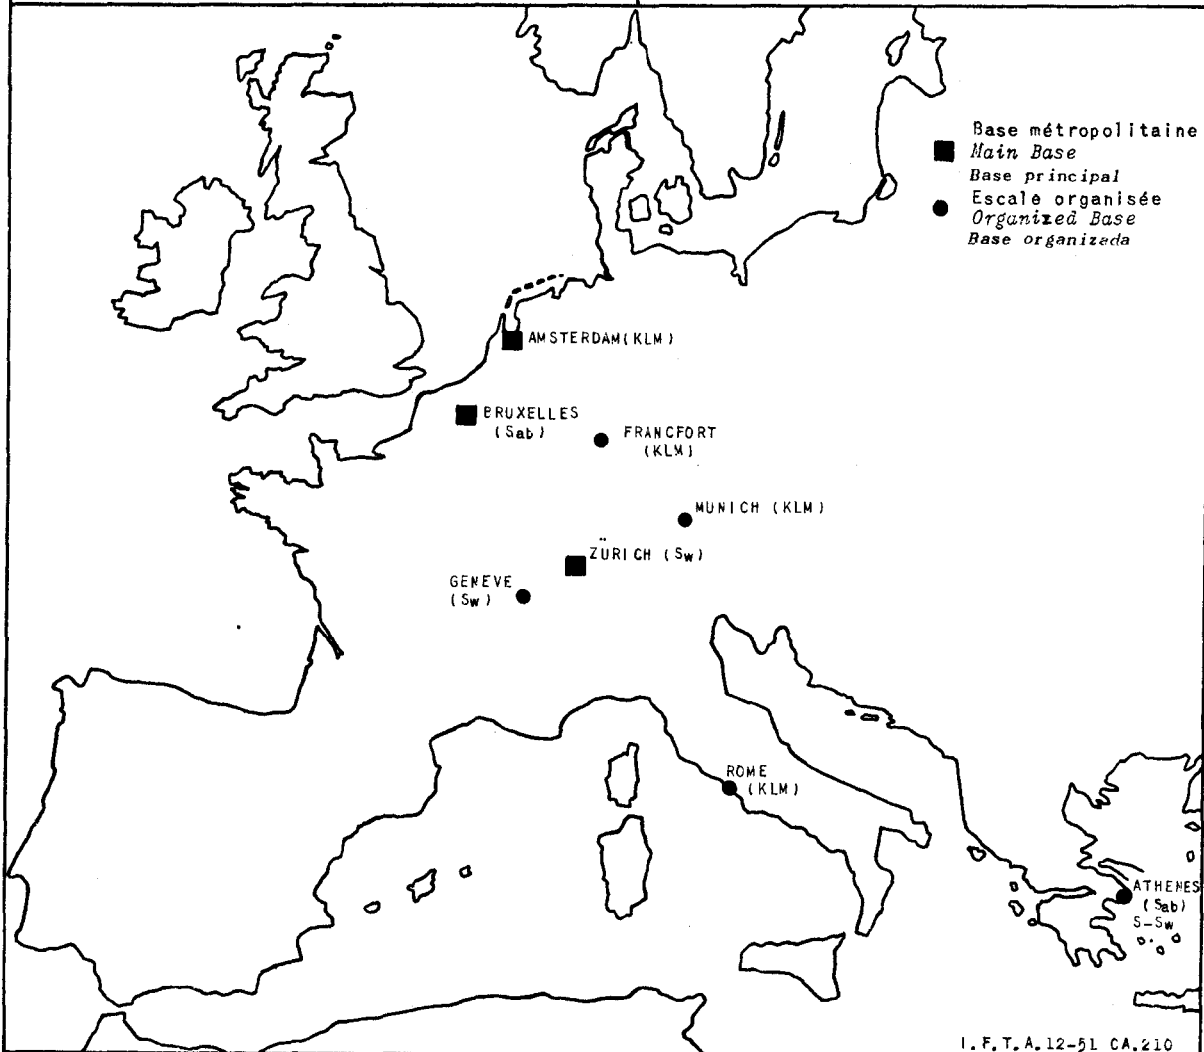 Base métropolitaine
Main Base
Base principal
Escale organisée
Organized Base
Base organizada
AMSTERDAM(KLM)
BRUXELLES
(Sab)
FRANCFORT
(KLM)
MUNICH (KLM)
ZÜRICH (Sw)
GENEVE
(Sw)
ROME
(KLM)
ATHENES
(Sab)
S-Sw
I.F.T.A.12-51 CA.210